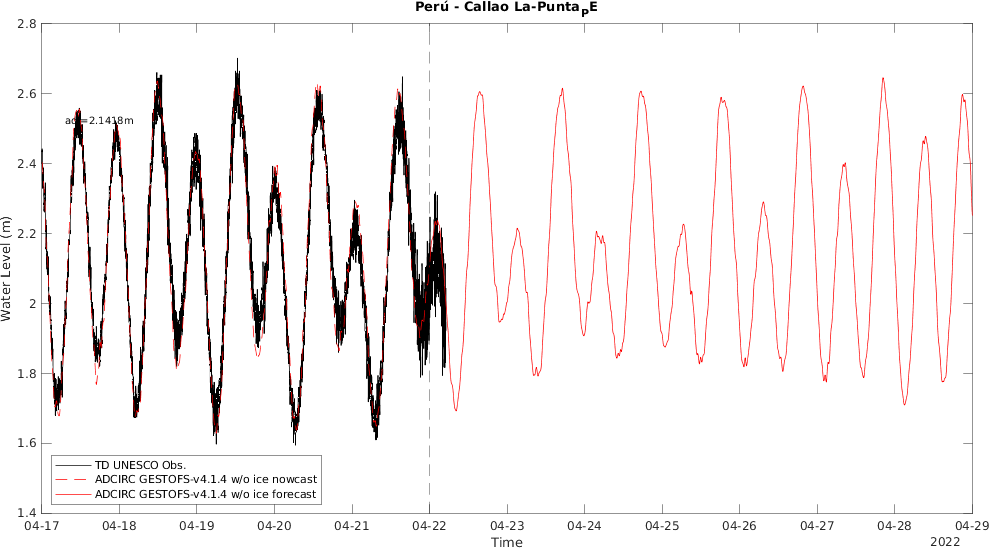 Perú - Callao La-PuntapE
2.8
2.6
2.4
2.2
2
1.8
1.6
1.4
Water Level (m)
=2.1418m
TD UNESCO Obs.
ADCIRC GESTOFS-v4.1.4 w/o ice nowcast
ADCIRC GESTOFS-v4.1.4 w/o ice forecast
04-17 04-18 04-19 04-20 04-21 04-22 04-23 04-24 04-25 04-26 04-27 04-28 04-29
Time
2022